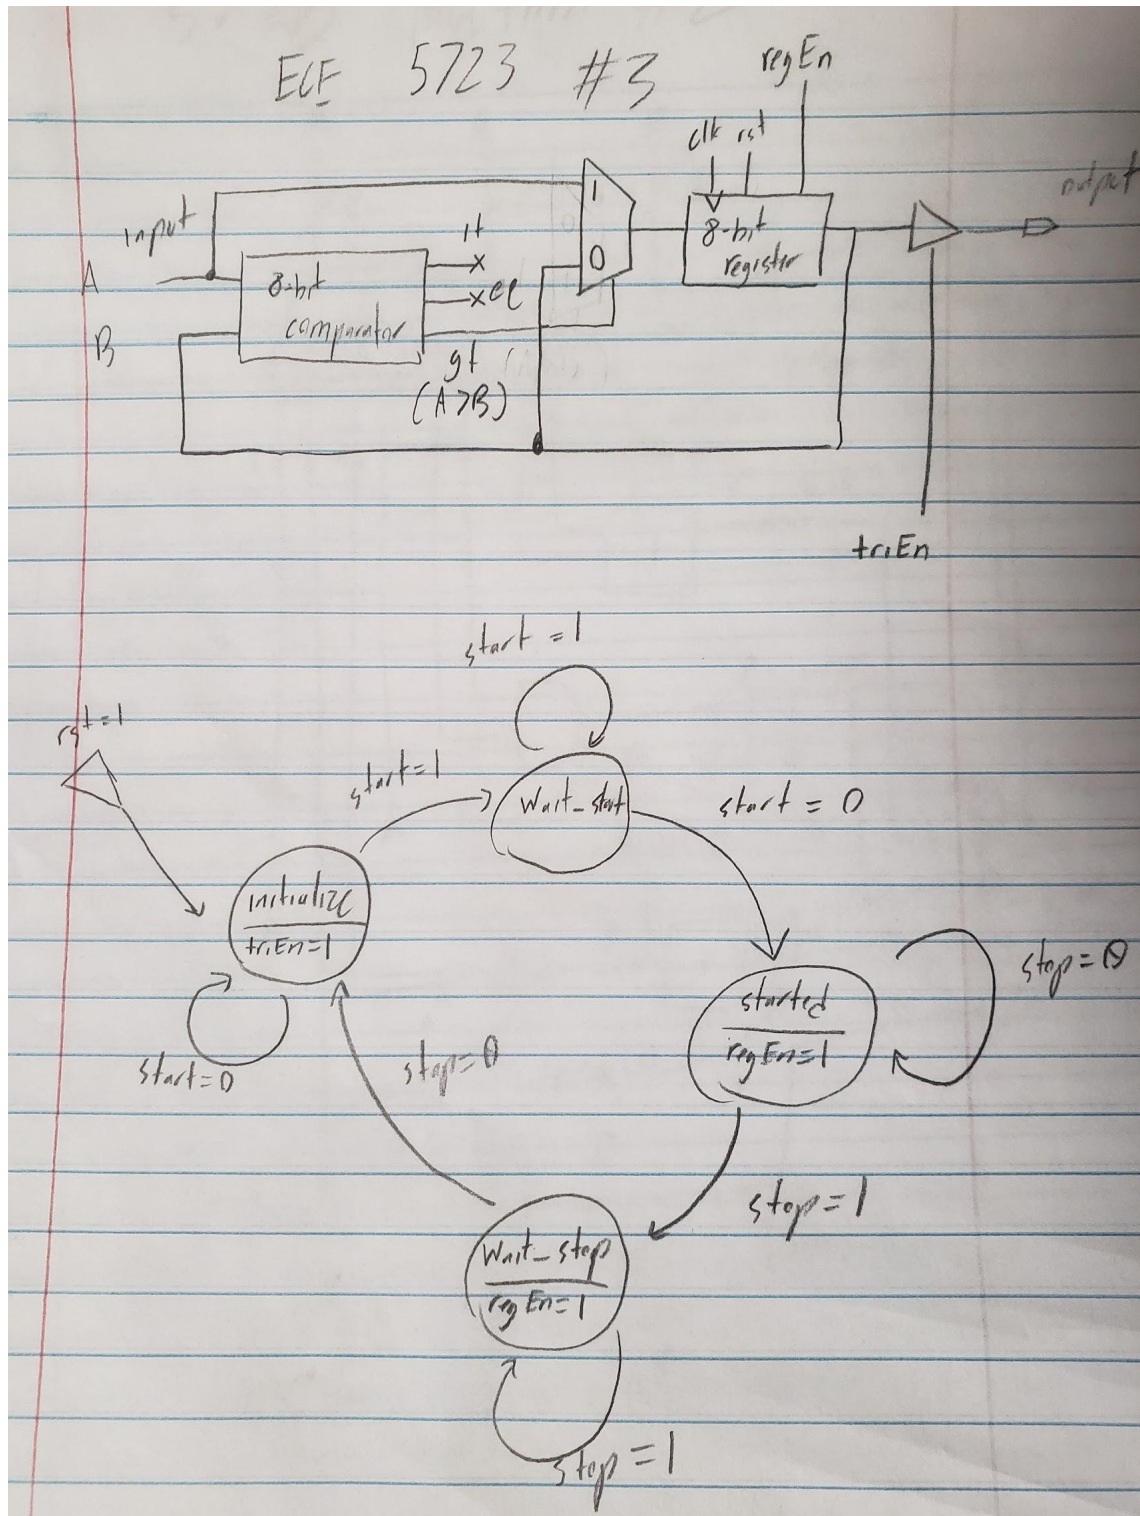 ECE 5723 #3
regEn
clk rst
output
input
1
lt
8-bit
register
A
8-bit
comparator
eq
0
B
gt
(A>B)
triEn
start = 1
rst=1
start=1
Wait_start
start = 0
initialize
triEn=1
stop=0
started
regEn=1
start=0
stop=0
stop=1
Wait_stop
regEn=1
stop=1